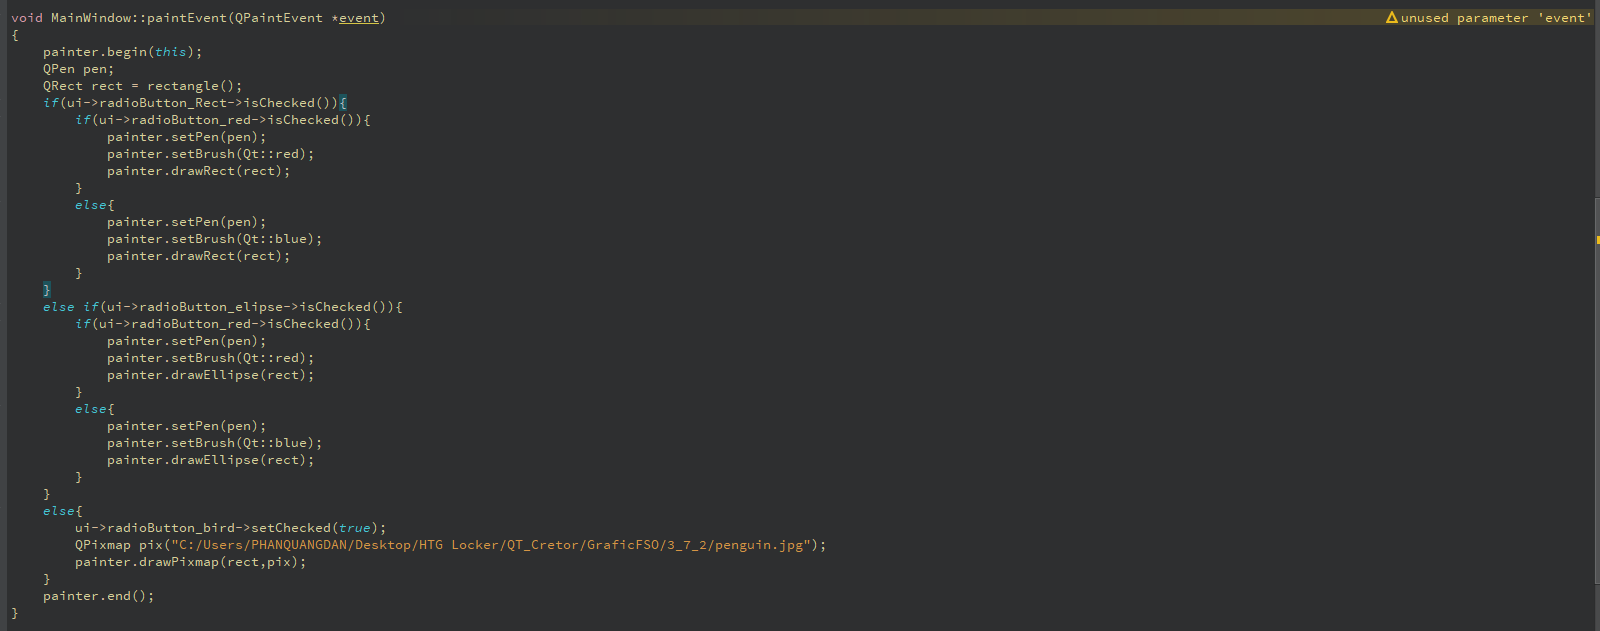 void MainWindow::paintEvent(QPaintEvent *event) unused parameter 'event'
{
    painter.begin(this);
    QPen pen;
    QRect rect = rectangle();
    if(ui->radioButton_Rect->isChecked()){
        if(ui->radioButton_red->isChecked()){
            painter.setPen(pen);
            painter.setBrush(Qt::red);
            painter.drawRect(rect);
        }
        else{
            painter.setPen(pen);
            painter.setBrush(Qt::blue);
            painter.drawRect(rect);
        }
    }
    else if(ui->radioButton_elipse->isChecked()){
        if(ui->radioButton_red->isChecked()){
            painter.setPen(pen);
            painter.setBrush(Qt::red);
            painter.drawEllipse(rect);
        }
        else{
            painter.setPen(pen);
            painter.setBrush(Qt::blue);
            painter.drawEllipse(rect);
        }
    }
    else{
        ui->radioButton_bird->setChecked(true);
        QPixmap pix("C:/Users/PHANQUANGDAN/Desktop/HTG Locker/QT_Cretor/GraficFSO/3_7_2/penguin.jpg");
        painter.drawPixmap(rect,pix);
    }
    painter.end();
}